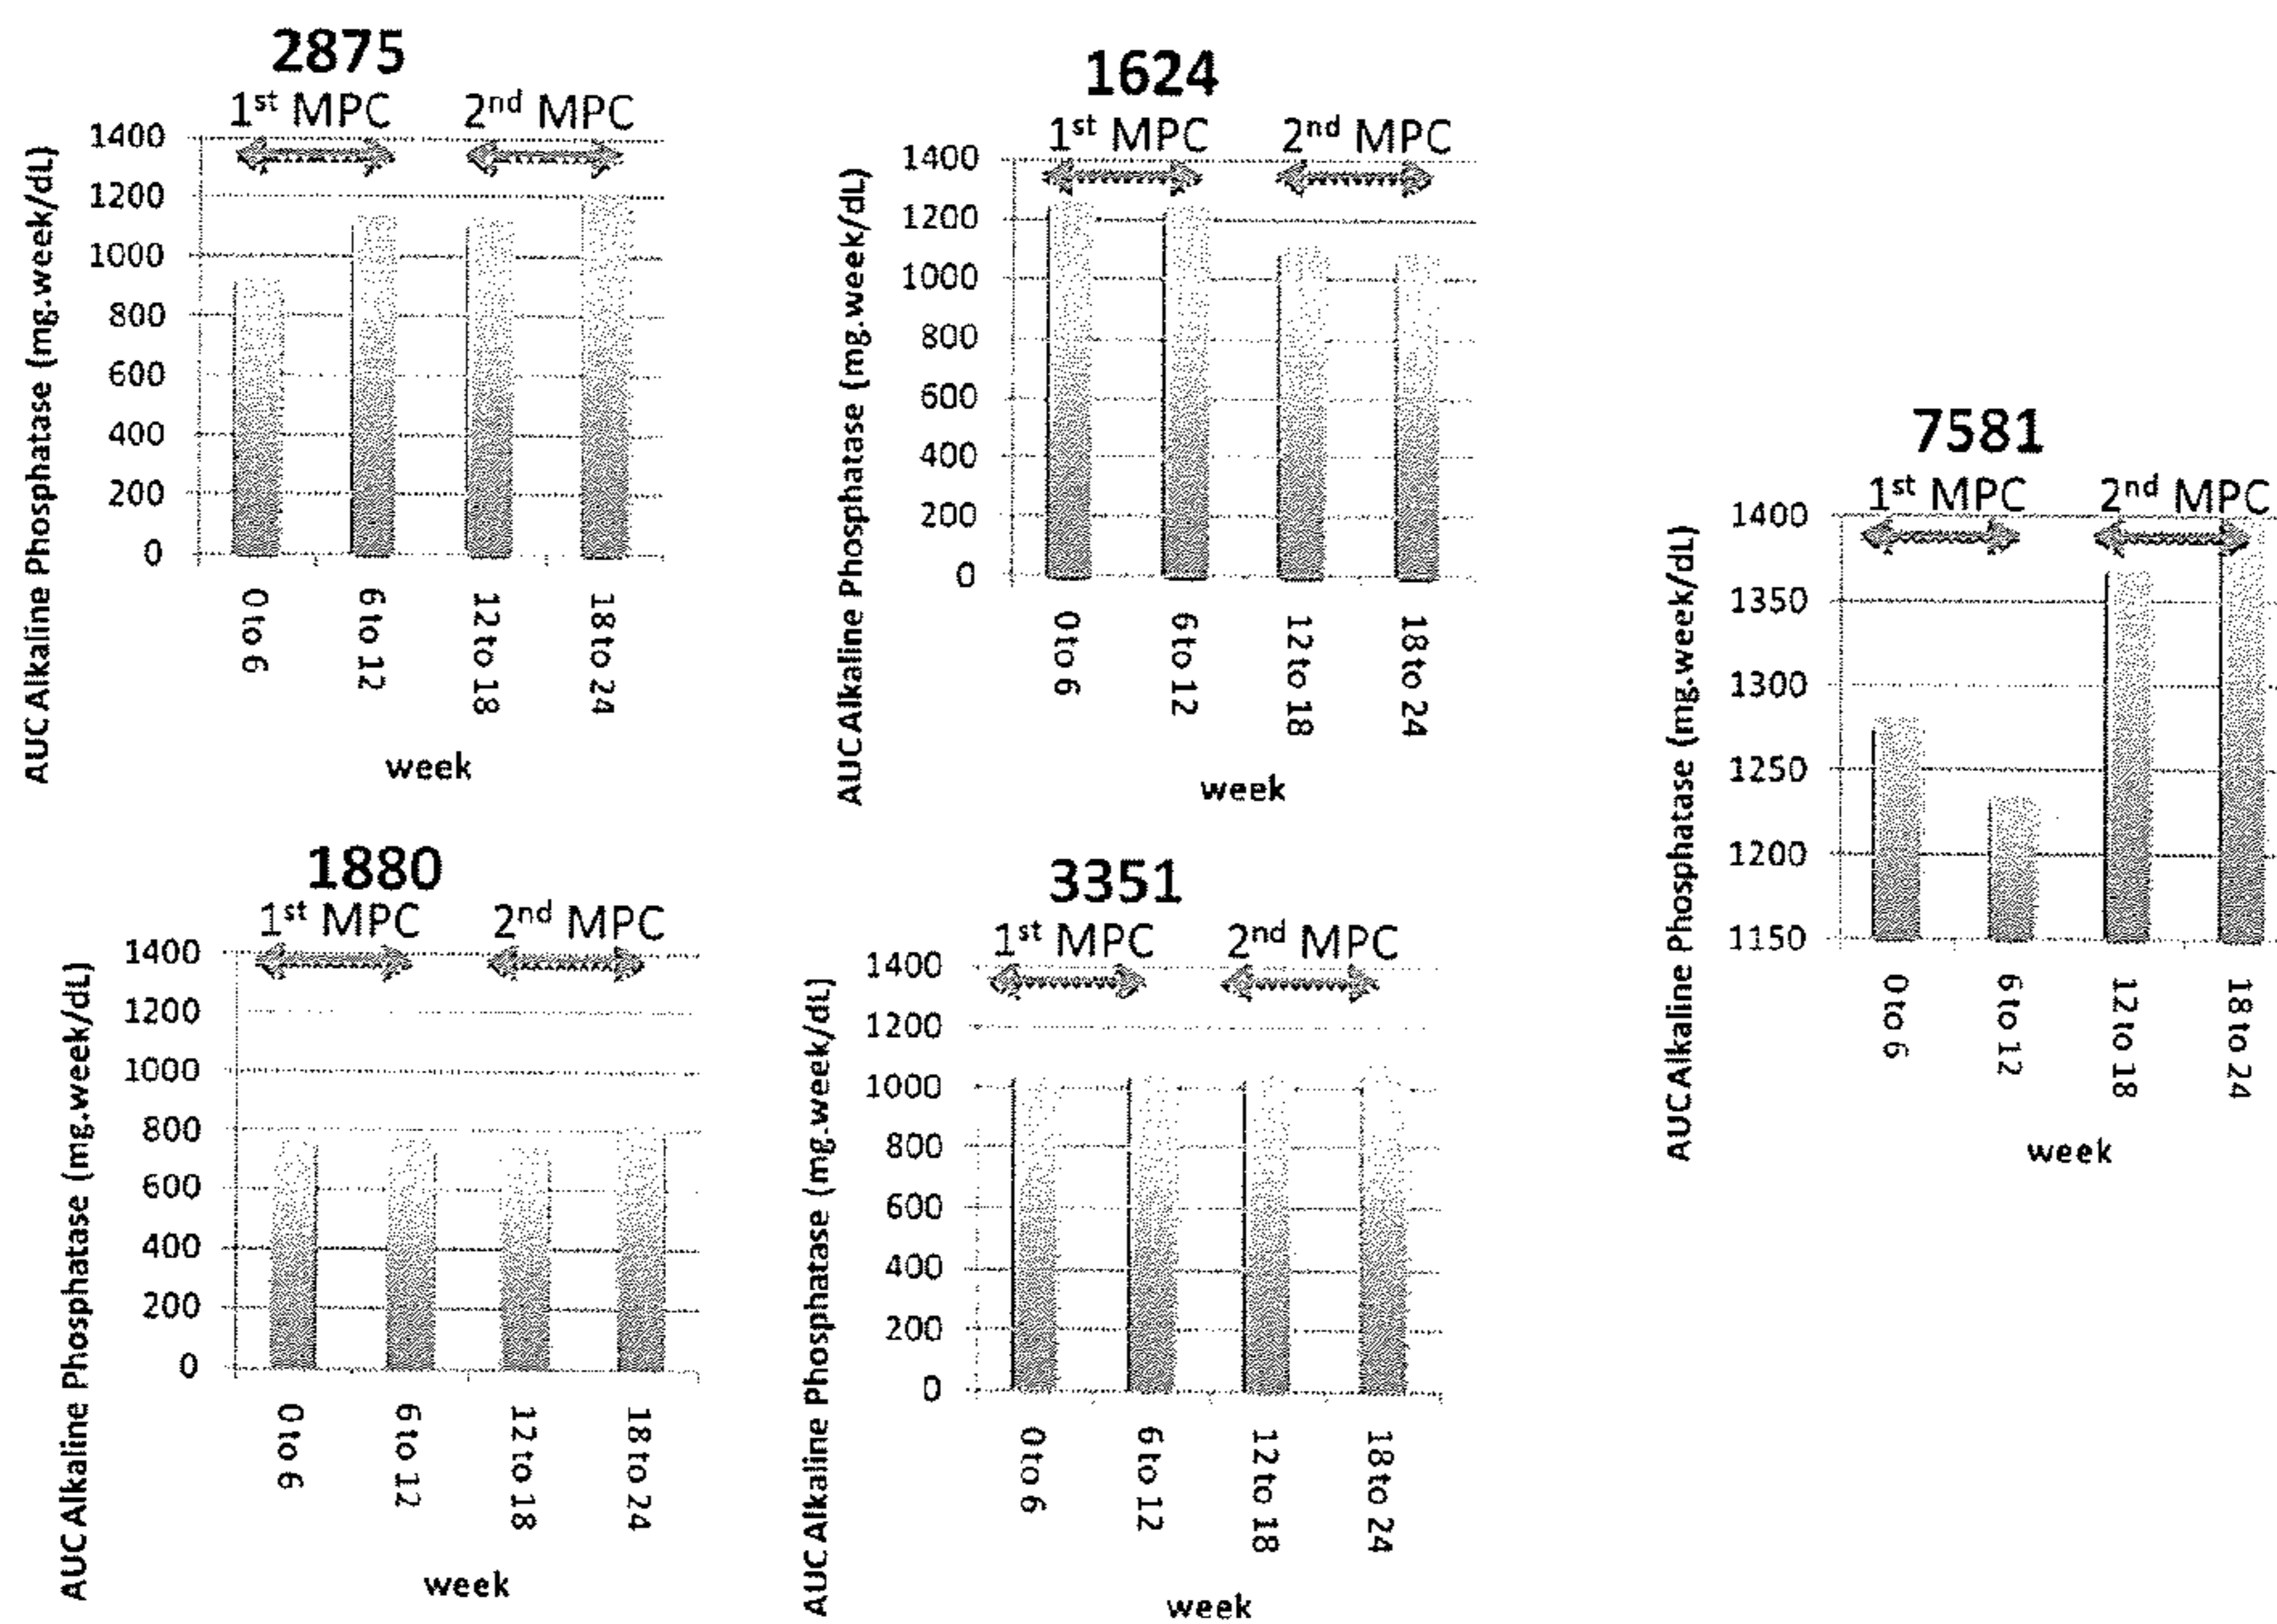 2875
1st MPC 2nd MPC
AUC Alkaline Phosphatase (mg.week/dL)
1400
1200
1000
800
600
400
200
0
0 to 6
6 to 12
12 to 18
18 to 24
week
1624
1st MPC 2nd MPC
AUC Alkaline Phosphatase (mg.week/dL)
1400
1200
1000
800
600
400
200
0
0 to 6
6 to 12
12 to 18
18 to 24
week
7581
1st MPC 2nd MPC
AUC Alkaline Phosphatase (mg.week/dL)
1400
1350
1300
1250
1200
1150
0 to 6
6 to 12
12 to 18
18 to 24
week
1880
1st MPC 2nd MPC
AUC Alkaline Phosphatase (mg.week/dL)
1400
1200
1000
800
600
400
200
0
0 to 6
6 to 12
12 to 18
18 to 24
week
3351
1st MPC 2nd MPC
AUC Alkaline Phosphatase (mg.week/dL)
1400
1200
1000
800
600
400
200
0
0 to 6
6 to 12
12 to 18
18 to 24
week